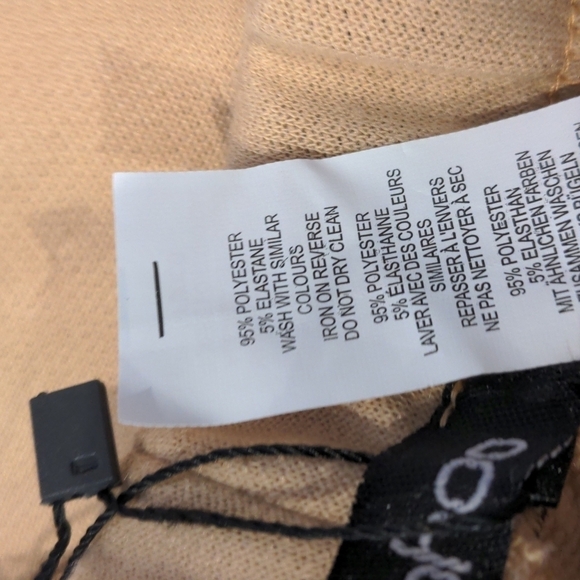 95% POLYESTER
5% ELASTANE
WASH WITH SIMILAR
COLOURS
IRON ON REVERSE
DO NOT DRY CLEAN
95% POLYESTER
5% ÉLASTHANNE
LAVER AVEC DES COULEURS
SIMILAIRES
REPASSER À L'ENVERS
NE PAS NETTOYER À SEC
95% POLYESTER
5% ELASTHAN
MIT ÄHNLICHEN FARBEN
WASCHEN